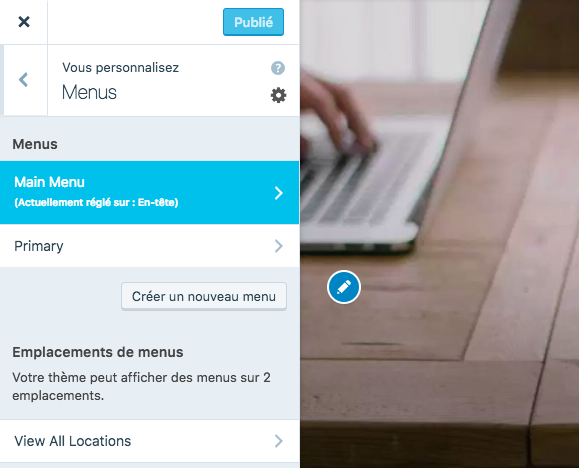 Publié
Vous personnalisez
Menus
Menus
Main Menu
(Actuellement réglé sur : En-tête)
Primary
Créer un nouveau menu
Emplacements de menus
Votre thème peut afficher des menus sur 2
emplacements.
View All Locations